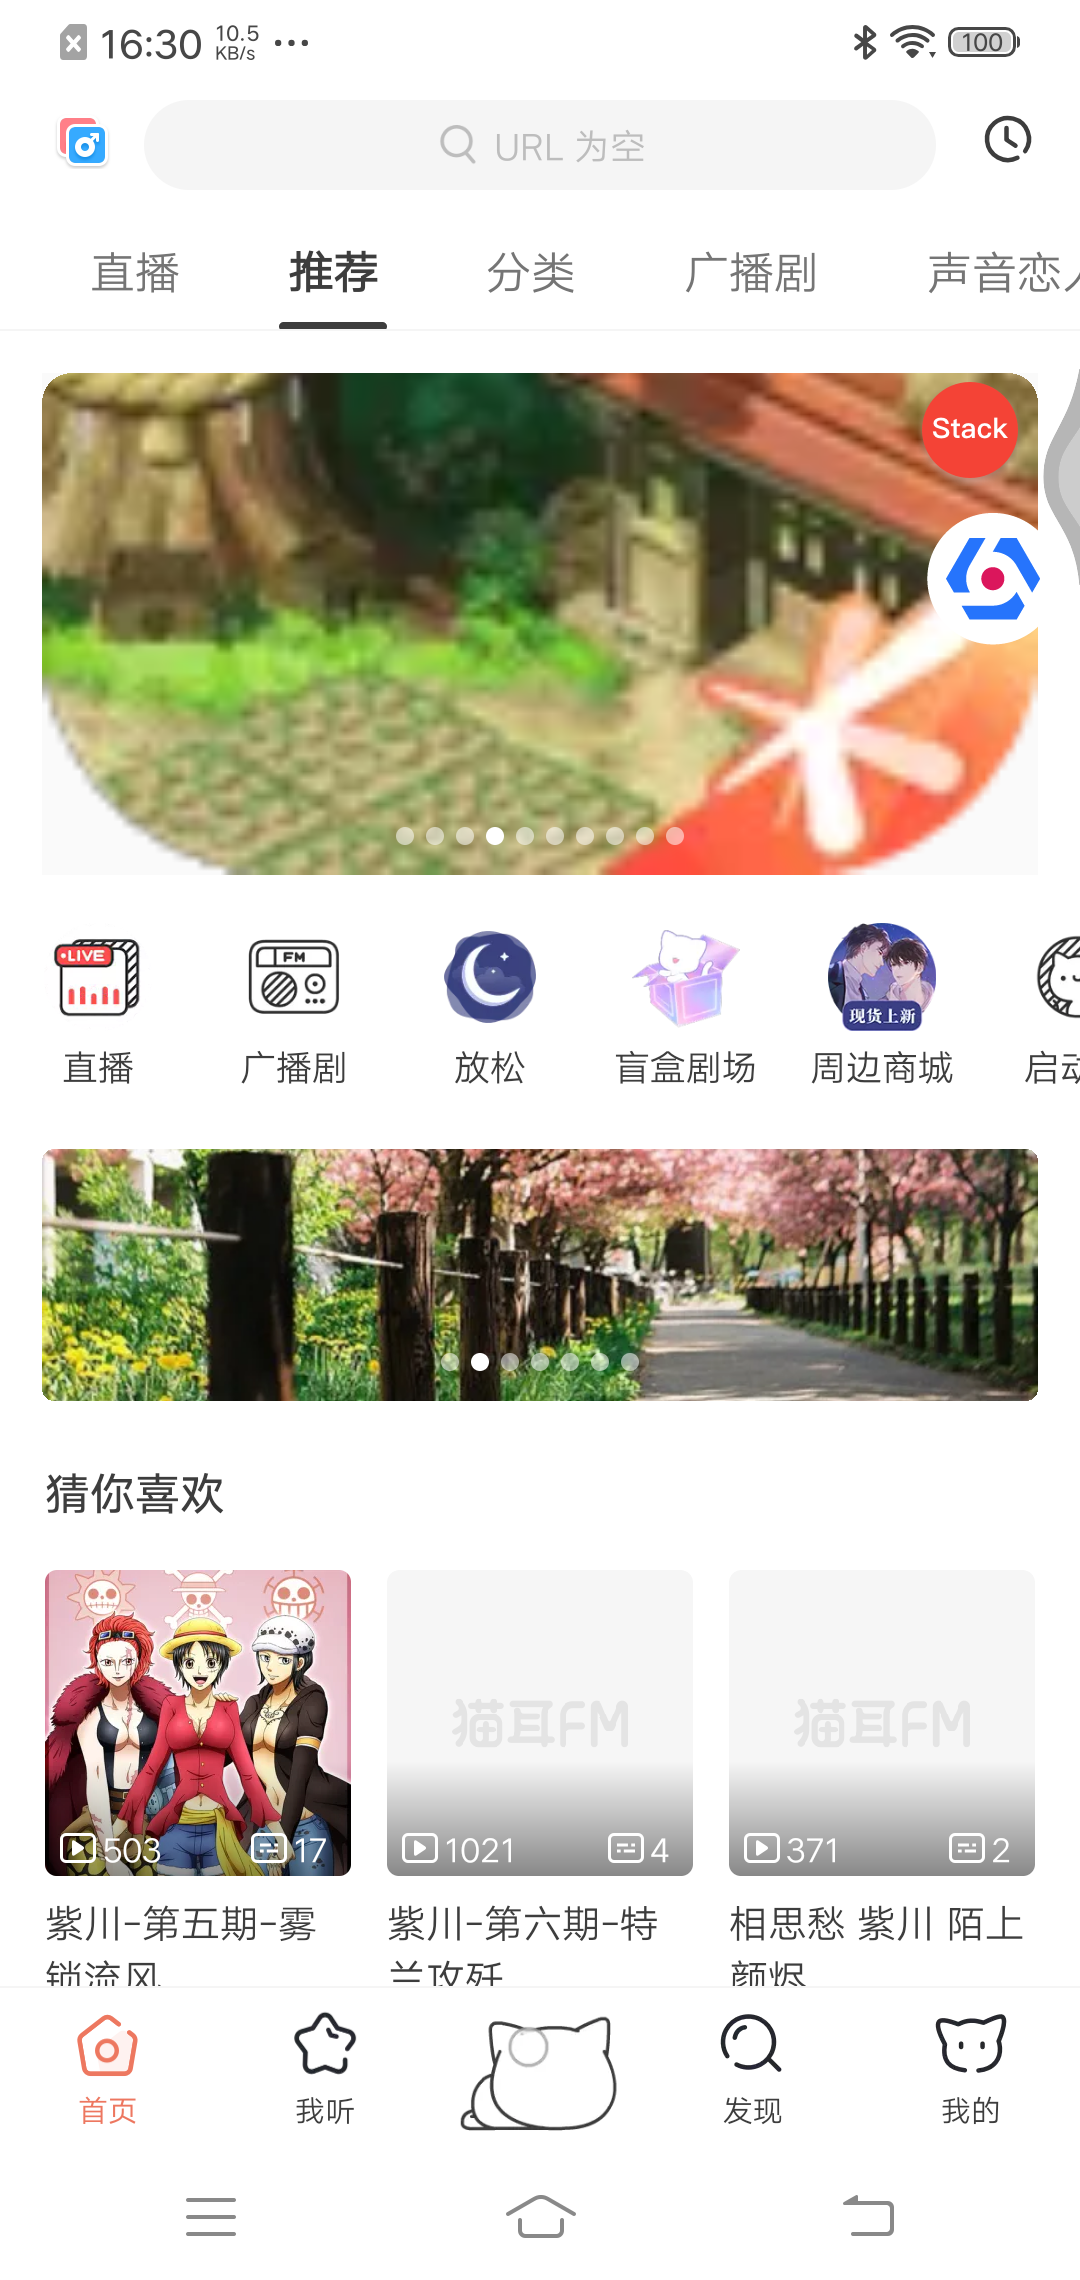 16:30
10.5
KB/s
100
URL 为空
直播
推荐
分类
广播剧
声音恋人
Stack
LIVE
FM
现货上新
直播
广播剧
放松
盲盒剧场
周边商城
启动
猜你喜欢
503
17
猫耳FM
1021
4
猫耳FM
371
2
紫川-第五期-雾
锁流风
紫川-第六期-特
兰攻歼
相思愁 紫川 陌上
颜烬
首页
我听
发现
我的